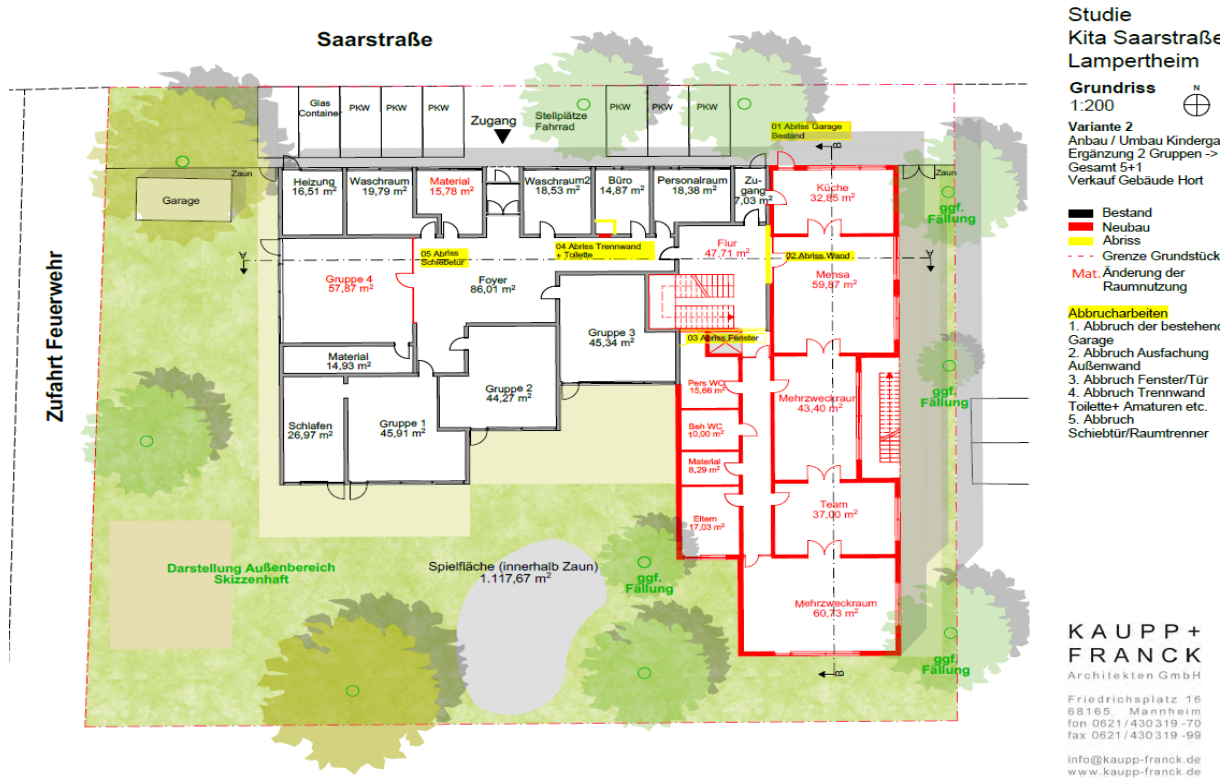 Saarstraße
Studie
Kita Saarstraße
Lampertheim
Grundriss
1:200
N
Variante 2
Anbau / Umbau Kinderga
Ergänzung 2 Gruppen ->
Gesamt 5+1
Verkauf Gebäude Hort
Bestand
Neubau
Abriss
Grenze Grundstück
Mat. Änderung der
Raumnutzung
Abbrucharbeiten
1. Abbruch der bestehend
Garage
2. Abbruch Ausfachung
Außenwand
3. Abbruch Fenster/Tür
4. Abbruch Trennwand
Toilette+ Amaturen etc.
5. Abbruch
Schiebtür/Raumtrenner
Glas
Container
PKW
PKW
PKW
Zugang
Stellplätze
Fahrrad
PKW
PKW
PKW
01 Abriss Garage
Bestand
Zaun
Garage
Heizung
16,51 m²
Waschraum
19,79 m²
Material
15,78 m²
Waschraum2
18,53 m²
Büro
14,87 m²
Personalraum
18,38 m²
Zu-
gang
7,03 m²
Küche
32,85 m²
Zaun
ggf.
Fällung
A
05 Abriss
Schiebetür
04 Abriss Trennwand
+ Toilette
Flur
47,71 m²
02 Abriss Wand
Mensa
59,87 m²
A
Gruppe 4
57,87 m²
Foyer
86,01 m²
Gruppe 3
45,34 m²
03 Abriss Fenster
Material
14,93 m²
Gruppe 2
44,27 m²
Pers WC
15,66 m²
Mehrzweckraum
43,40 m²
ggf.
Fällung
Schlafen
26,97 m²
Gruppe 1
45,91 m²
Beh WC
10,00 m²
Material
8,29 m²
Eltern
17,03 m²
Team
37,00 m²
Zufahrt Feuerwehr
Darstellung Außenbereich
Skizzenhaft
Spielfläche (innerhalb Zaun)
1.117,67 m²
ggf.
Fällung
Mehrzweckraum
60,73 m²
ggf.
Fällung
B
B
KAUPP+
FRANCK
Architekten GmbH
Friedrichsplatz 16
68165 Mannheim
fon 0621/430319-70
fax 0621/430319-99
info@kaupp-franck.de
www.kaupp-franck.de